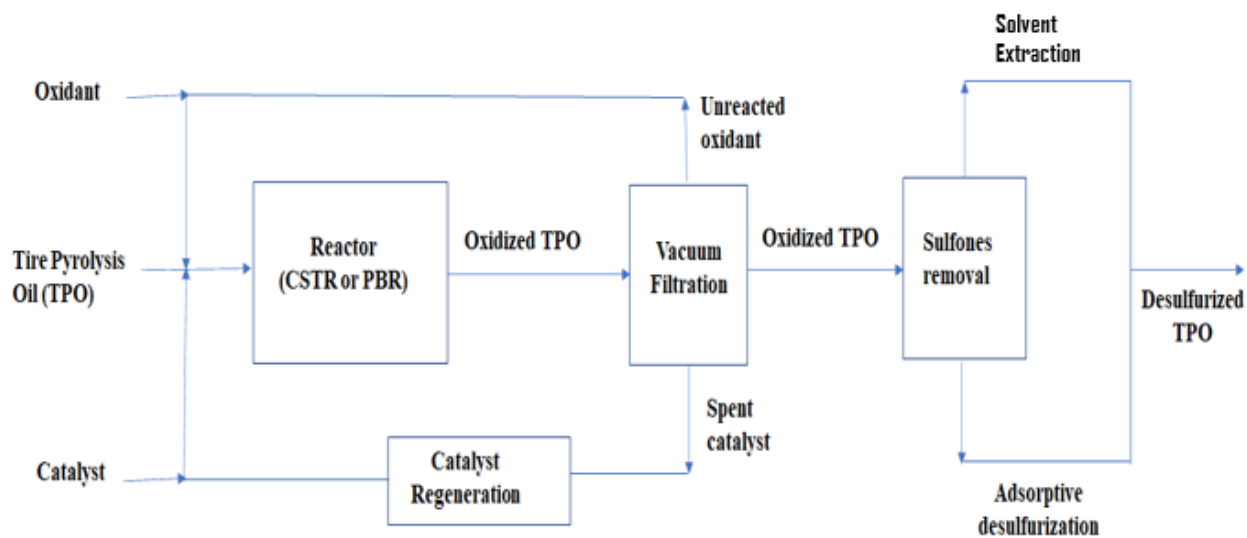 Solvent
Extraction
Oxidant
Unreacted
oxidant
Tire Pyrolysis
Oil (TPO)
Reactor
(CSTR or PBR)
Oxidized TPO
Vacuum
Filtration
Oxidized TPO
Sulfones
removal
Desulfurized
TPO
Spent
catalyst
Catalyst
Catalyst
Regeneration
Adsorptive
desulfurization